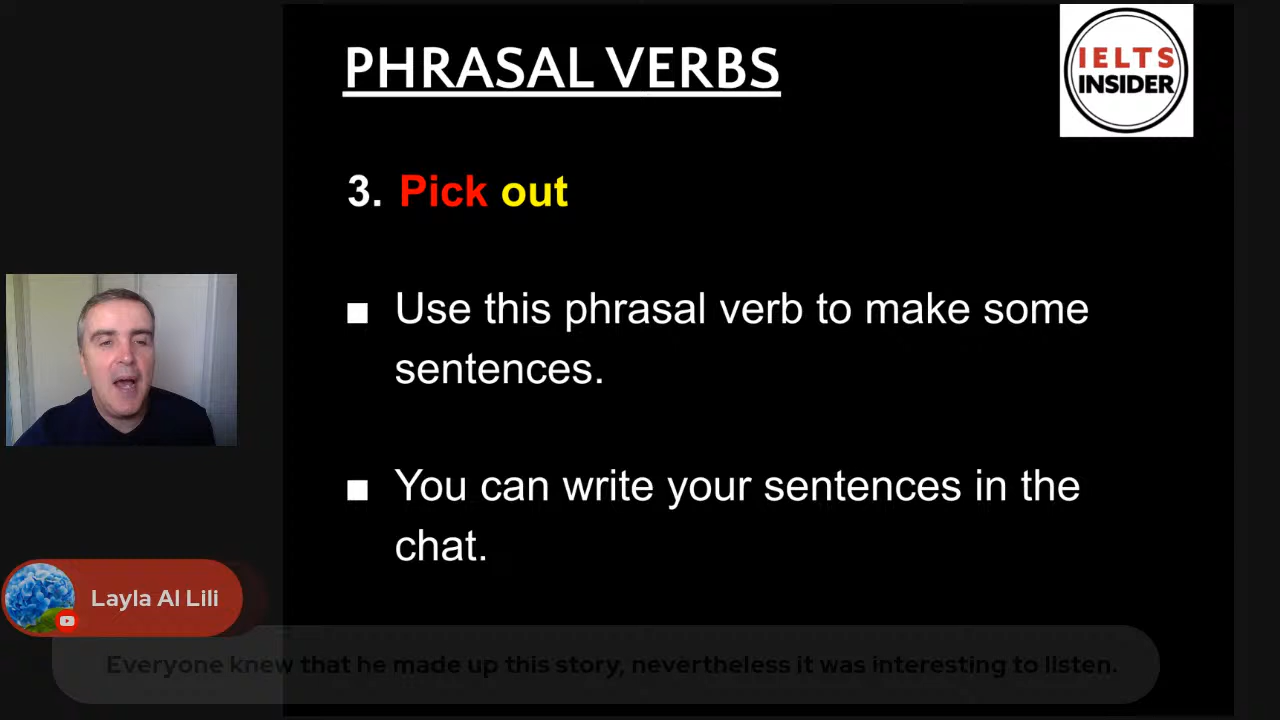 PHRASAL VERBS
IELTS
INSIDER
3. Pick out
■ Use this phrasal verb to make some
sentences.
■ You can write your sentences in the
chat.
Layla Al Lili
Everyone knew that he made up this story, nevertheless it was interesting to listen.